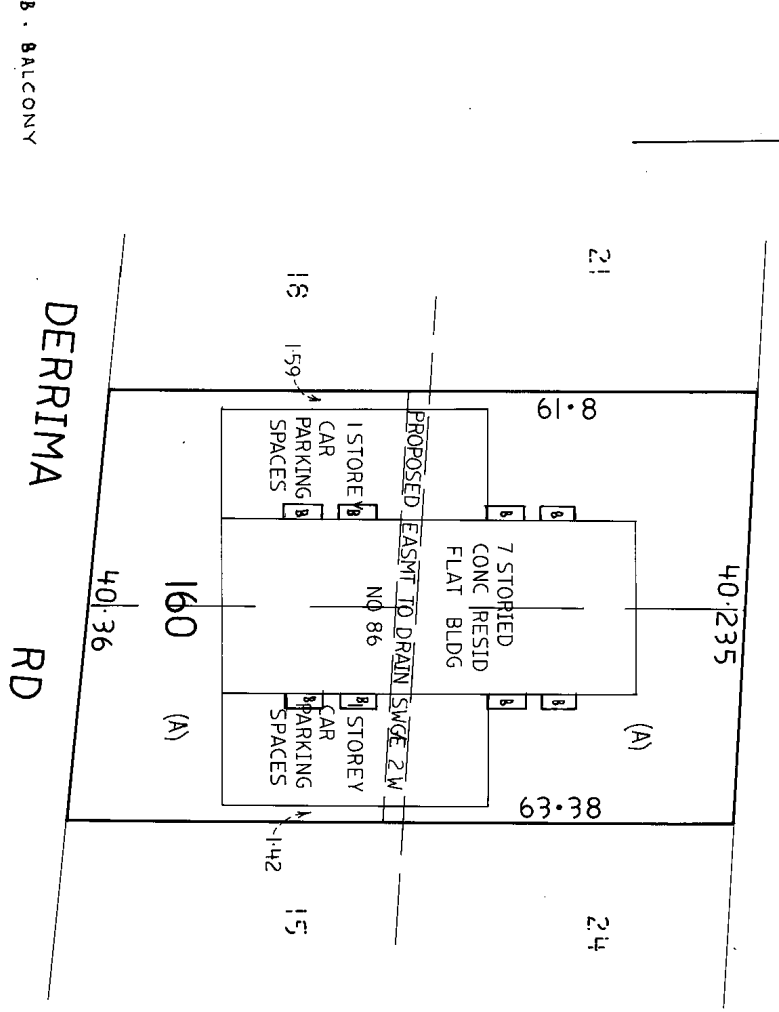 40·235
(A)
21
24
61·8
63·38
7 STORIED
CONC RESID
FLAT BLDG
B
B
B
B
PROPOSED EASMT TO DRAIN SWGE 2 W
NO 86
1 STOREY
CAR
PARKING
SPACES
1 STOREY
CAR
PARKING
SPACES
B
B
B
B
18
1·59
1·42
15
160
(A)
40·36
DERRIMA RD
B · BALCONY